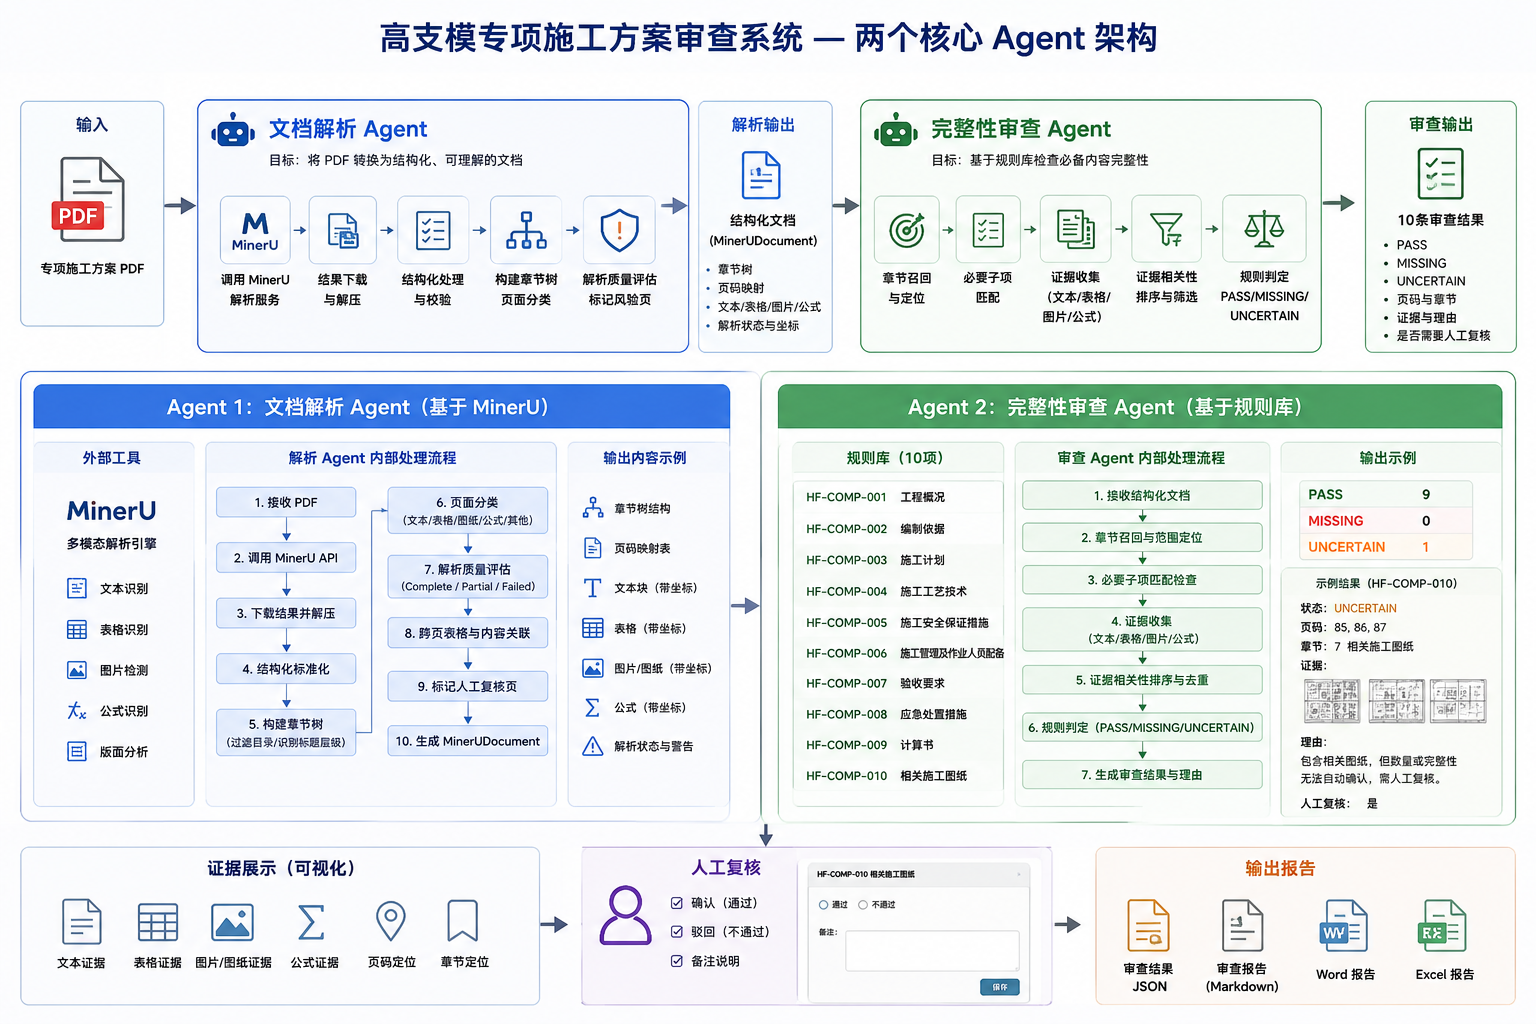 高支模专项施工方案审查系统 — 两个核心 Agent 架构
输入
PDF
专项施工方案 PDF
文档解析 Agent
目标：将 PDF 转换为结构化、可理解的文档
MinerU
调用 MinerU
解析服务
结果下载
与解压
结构化处理
与校验
构建章节树
页面分类
解析质量评估
标记风险页
解析输出
结构化文档
(MinerUDocument)
• 章节树
• 页码映射
• 文本/表格/图片/公式
• 解析状态与坐标
完整性审查 Agent
目标：基于规则库检查必备内容完整性
章节召回
与定位
必要子项
匹配
证据收集
（文本/表格/
图片/公式）
证据相关性
排序与筛选
规则判定
PASS/MISSING/
UNCERTAIN
审查输出
10条审查结果
• PASS
• MISSING
• UNCERTAIN
• 页码与章节
• 证据与理由
• 是否需要人工复核
Agent 1：文档解析 Agent（基于 MinerU）
外部工具
MinerU
多模态解析引擎
文本识别
表格识别
图片检测
公式识别
版面分析
解析 Agent 内部处理流程
1. 接收 PDF
2. 调用 MinerU API
3. 下载结果并解压
4. 结构化标准化
5. 构建章节树
（过滤目录/识别标题层级）
6. 页面分类
（文本/表格/图纸/公式/其他）
7. 解析质量评估
(Complete / Partial / Failed)
8. 跨页表格与内容关联
9. 标记人工复核页
10. 生成 MinerUDocument
输出内容示例
章节树结构
页码映射表
文本块（带坐标）
表格（带坐标）
图片/图纸（带坐标）
公式（带坐标）
解析状态与警告
Agent 2：完整性审查 Agent（基于规则库）
规则库（10项）
HF-COMP-001 工程概况
HF-COMP-002 编制依据
HF-COMP-003 施工计划
HF-COMP-004 施工工艺技术
HF-COMP-005 施工安全保证措施
HF-COMP-006 施工管理及作业人员配备
HF-COMP-007 验收要求
HF-COMP-008 应急处置措施
HF-COMP-009 计算书
HF-COMP-010 相关施工图纸
审查 Agent 内部处理流程
1. 接收结构化文档
2. 章节召回与范围定位
3. 必要子项匹配检查
4. 证据收集
（文本/表格/图片/公式）
5. 证据相关性排序与去重
6. 规则判定（PASS/MISSING/UNCERTAIN）
7. 生成审查结果与理由
输出示例
PASS 9
MISSING 0
UNCERTAIN 1
示例结果（HF-COMP-010）
状态：UNCERTAIN
页码：85, 86, 87
章节：7 相关施工图纸
证据：
理由：
包含相关图纸，但数量或完整性
无法自动确认，需人工复核。
人工复核： 是
证据展示（可视化）
文本证据
表格证据
图片/图纸证据
公式证据
页码定位
章节定位
人工复核
确认（通过）
驳回（不通过）
备注说明
HF-COMP-010 相关施工图纸
通过 不通过
备注：
保存
输出报告
审查结果
JSON
审查报告
(Markdown)
Word 报告
Excel 报告